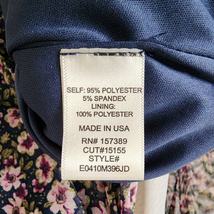 SELF: 95% POLYESTER
5% SPANDEX
LINING:
100% POLYESTER
MADE IN USA
RN# 157389
CUT#15155
STYLE#
E0410M396JD